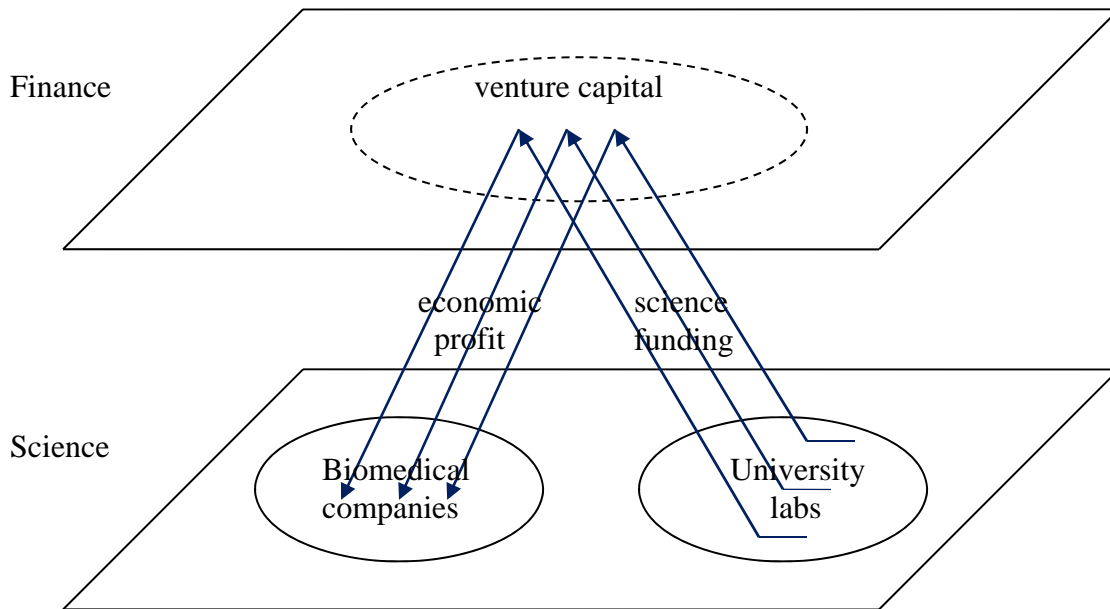 Finance
venture capital
economic
profit
science
funding
Science
Biomedical
companies
University
labs